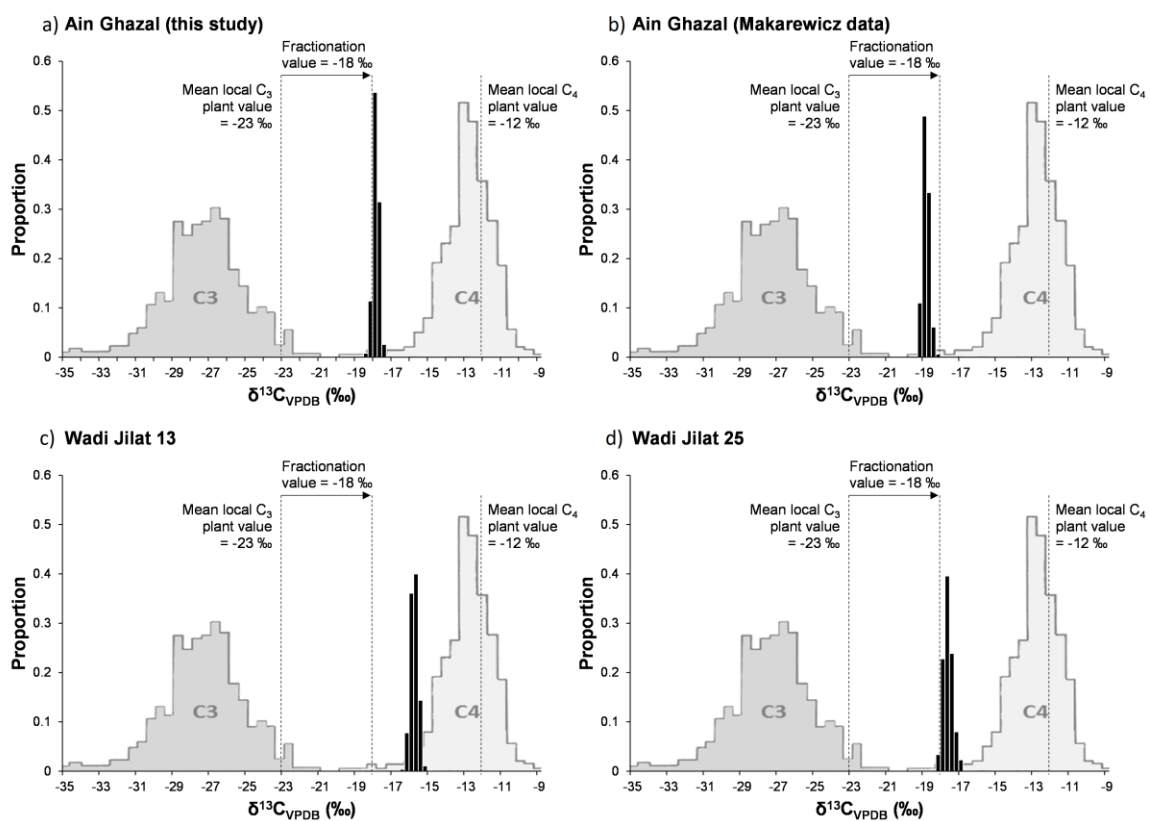 a) Ain Ghazal (this study)
Fractionation
value = -18 ‰
Mean local C₃
plant value
= -23 ‰
Mean local C₄
plant value
= -12 ‰
0.6
0.5
0.4
0.3
0.2
0.1
0
Proportion
C3
C4
-35 -33 -31 -29 -27 -25 -23 -21 -19 -17 -15 -13 -11 -9
δ¹³C_VPDB (‰)
b) Ain Ghazal (Makarewicz data)
Fractionation
value = -18 ‰
Mean local C₃
plant value
= -23 ‰
Mean local C₄
plant value
= -12 ‰
0.6
0.5
0.4
0.3
0.2
0.1
0
Proportion
C3
C4
-35 -33 -31 -29 -27 -25 -23 -21 -19 -17 -15 -13 -11 -9
δ¹³C_VPDB (‰)
c) Wadi Jilat 13
Fractionation
value = -18 ‰
Mean local C₃
plant value
= -23 ‰
Mean local C₄
plant value
= -12 ‰
0.6
0.5
0.4
0.3
0.2
0.1
0
Proportion
C3
C4
-35 -33 -31 -29 -27 -25 -23 -21 -19 -17 -15 -13 -11 -9
δ¹³C_VPDB (‰)
d) Wadi Jilat 25
Fractionation
value = -18 ‰
Mean local C₃
plant value
= -23 ‰
Mean local C₄
plant value
= -12 ‰
0.6
0.5
0.4
0.3
0.2
0.1
0
Proportion
C3
C4
-35 -33 -31 -29 -27 -25 -23 -21 -19 -17 -15 -13 -11 -9
δ¹³C_VPDB (‰)